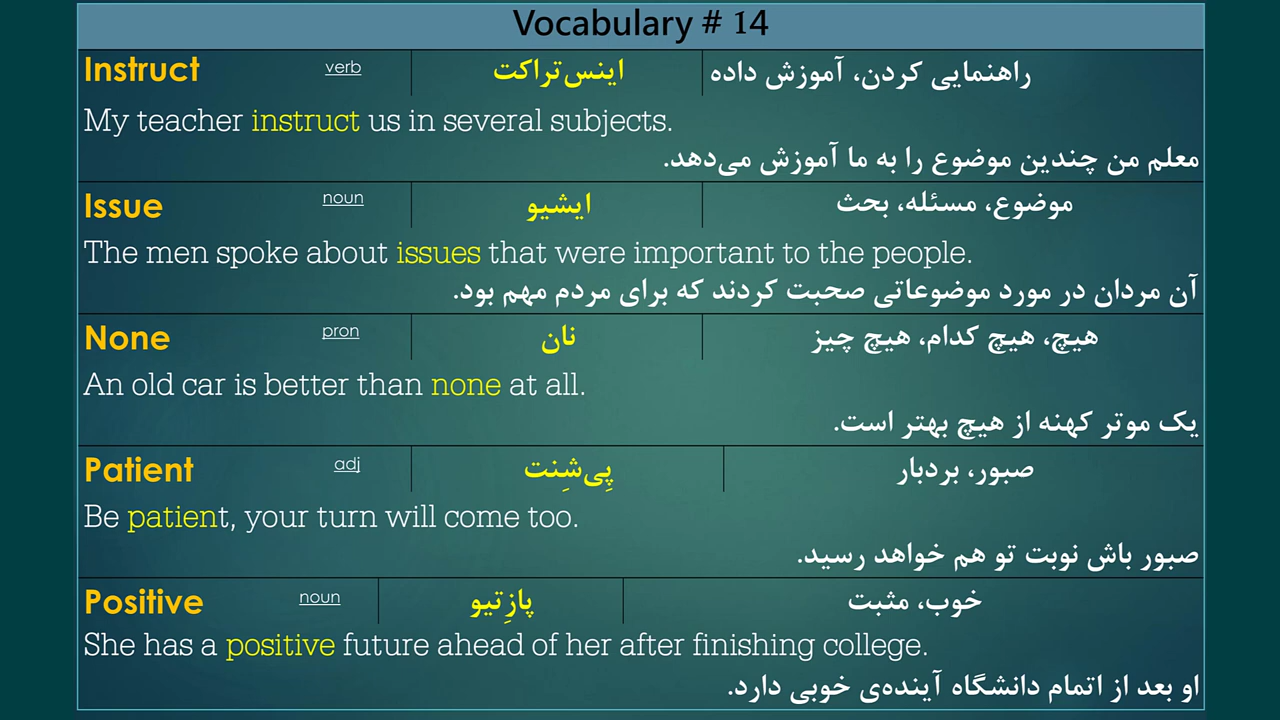 Vocabulary # 14
Instruct verb اینس‌تراکت راهنمایی کردن، آموزش داده
My teacher instruct us in several subjects.
معلم من چندین موضوع را به ما آموزش می‌دهد.
Issue noun ایشیو موضوع، مسئله، بحث
The men spoke about issues that were important to the people.
آن مردان در مورد موضوعاتی صحبت کردند که برای مردم مهم بود.
None pron نان هیچ، هیچ کدام، هیچ چیز
An old car is better than none at all.
یک موتر کهنه از هیچ بهتر است.
Patient adj پِی‌شِنت صبور، بردبار
Be patient, your turn will come too.
صبور باش نوبت تو هم خواهد رسید.
Positive noun پازِتیو خوب، مثبت
She has a positive future ahead of her after finishing college.
او بعد از اتمام دانشگاه آینده‌ی خوبی دارد.